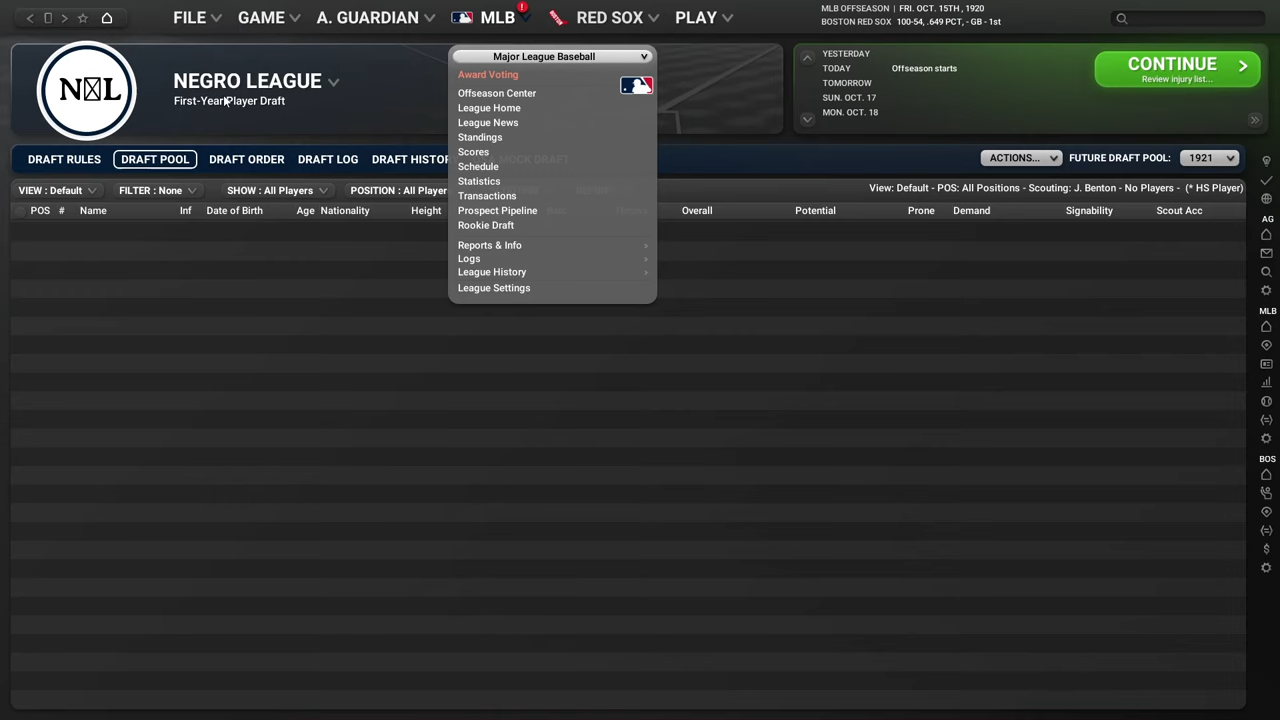 FILE GAME A. GUARDIAN MLB ! RED SOX PLAY
MLB OFFSEASON | FRI. OCT. 15TH , 1920
BOSTON RED SOX 100-54, .649 PCT, - GB - 1st
NEGRO LEAGUE
First-Year Player Draft
Major League Baseball
Award Voting
Offseason Center
League Home
League News
Standings
Scores
Schedule
Statistics
Transactions
Prospect Pipeline
Rookie Draft
Reports & Info
Logs
League History
League Settings
YESTERDAY
TODAY Offseason starts
TOMORROW
SUN. OCT. 17
MON. OCT. 18
CONTINUE
Review injury list...
DRAFT RULES DRAFT POOL DRAFT ORDER DRAFT LOG DRAFT HISTORY MOCK DRAFT ACTIONS... FUTURE DRAFT POOL: 1921
VIEW : Default FILTER : None SHOW : All Players POSITION : All Player View: Default - POS: All Positions - Scouting: J. Benton - No Players - (* HS Player)
POS # Name Inf Date of Birth Age Nationality Height Overall Potential Prone Demand Signability Scout Acc
AG
MLB
BOS